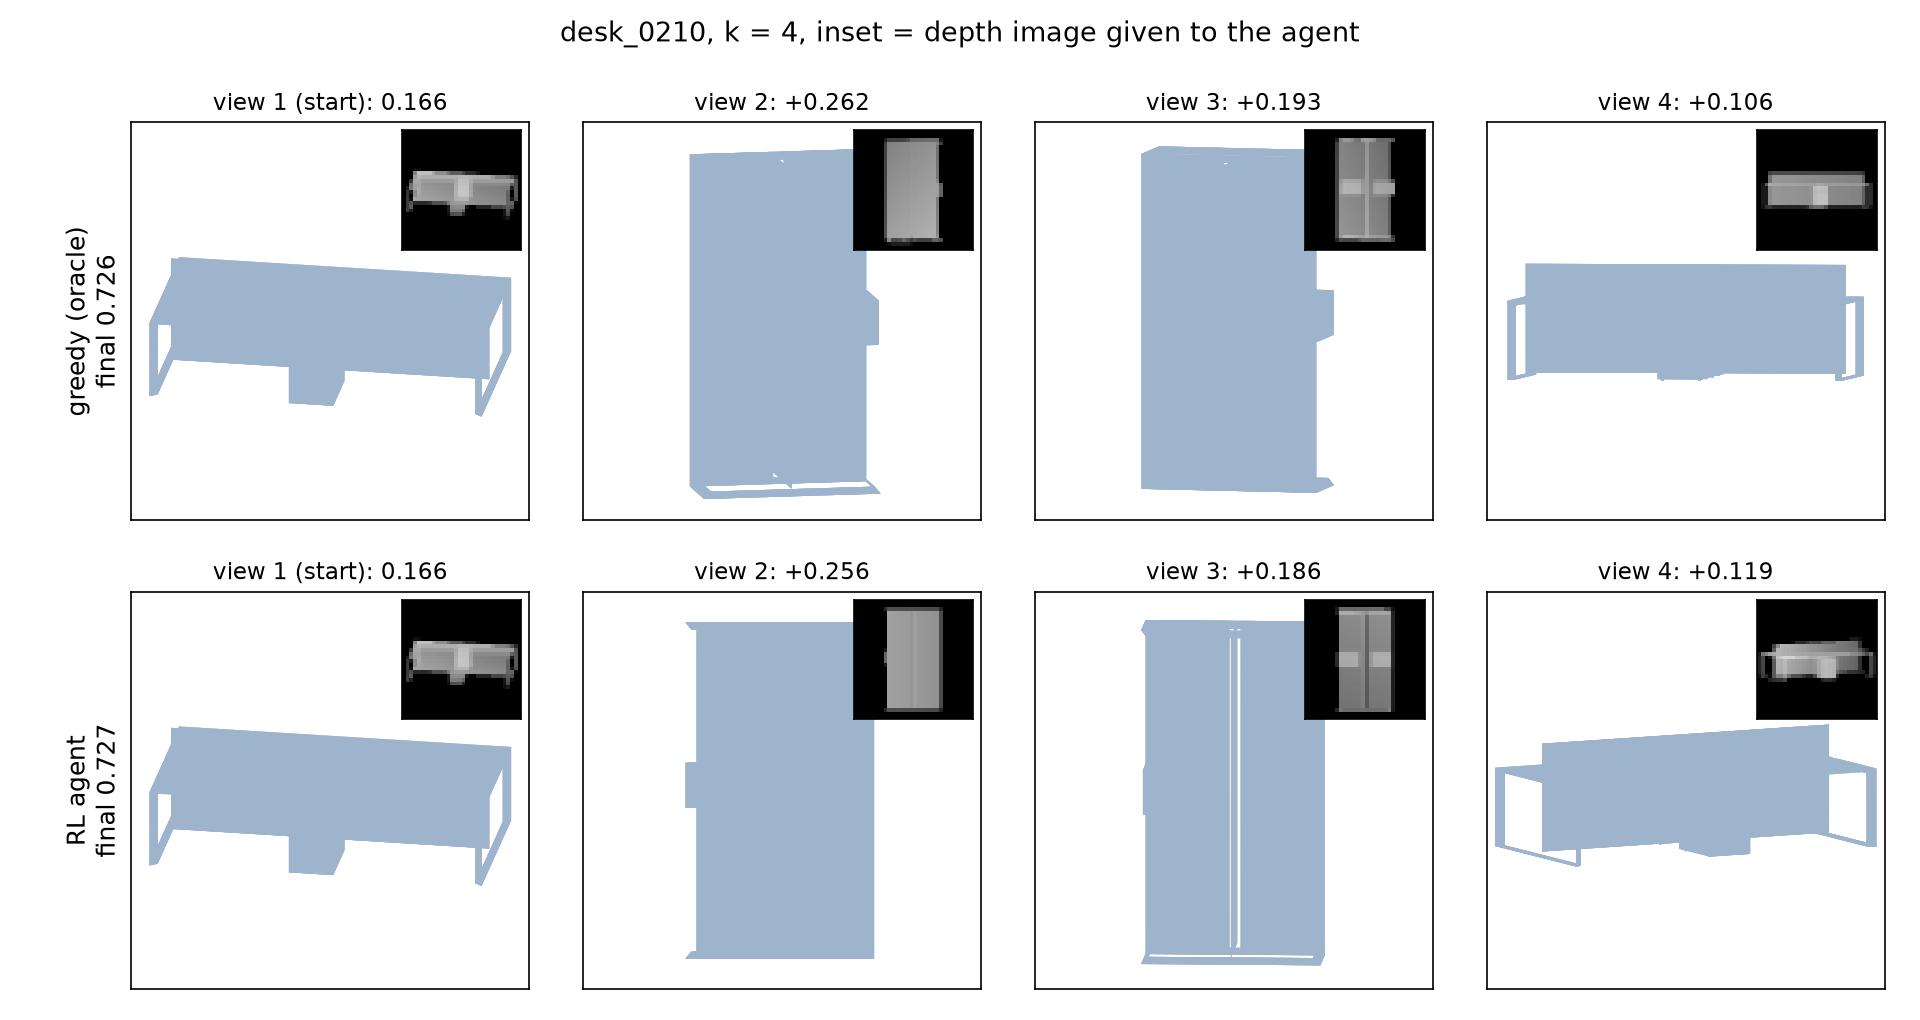 desk_0210, k = 4, inset = depth image given to the agent
greedy (oracle)
final 0.726
view 1 (start): 0.166
view 2: +0.262
view 3: +0.193
view 4: +0.106
RL agent
final 0.727
view 1 (start): 0.166
view 2: +0.256
view 3: +0.186
view 4: +0.119